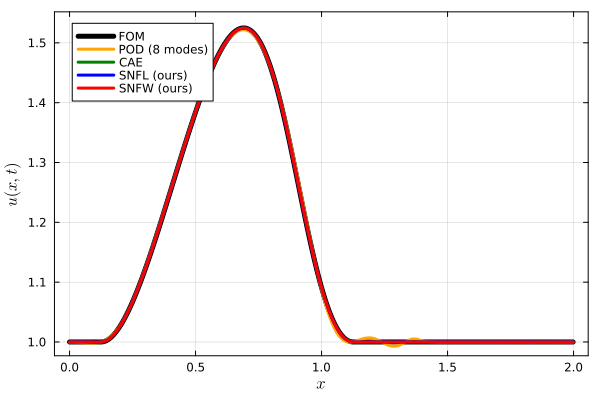 1.5
1.4
1.3
1.2
1.1
1.0
u(x, t)
FOM
POD (8 modes)
CAE
SNFL (ours)
SNFW (ours)
0.0 0.5 1.0 1.5 2.0
x